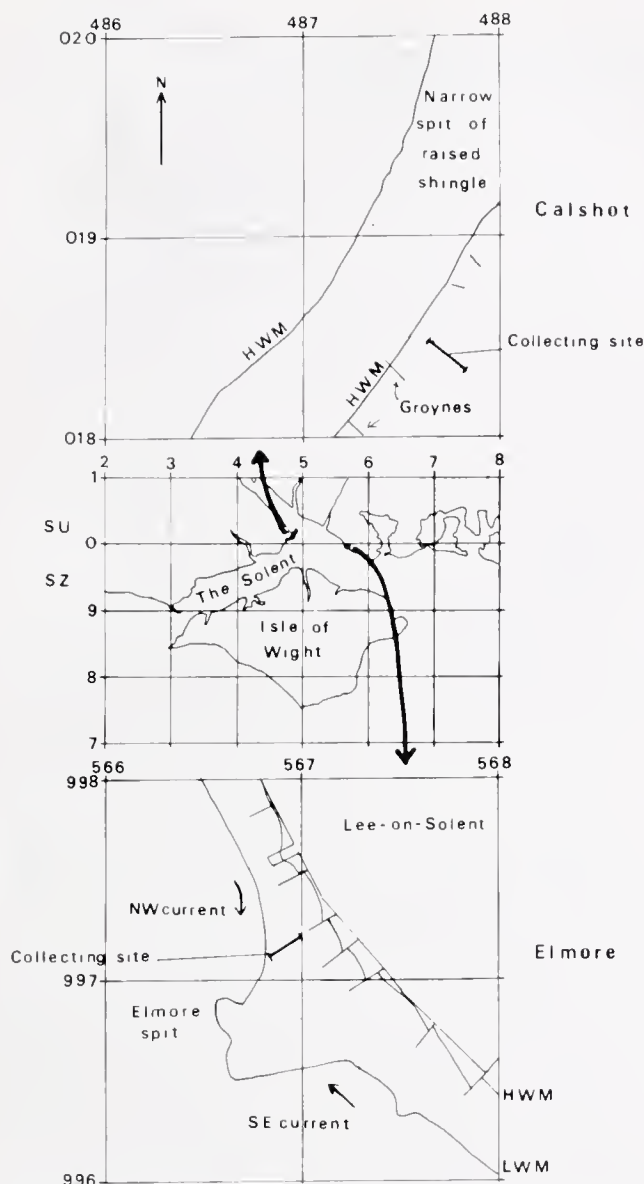 486 487 488
020
N
Narrow
spit of
raised
shingle
Calshot
019
HWM
HWM
Collecting site
Groynes
018
2 3 4 5 6 7 8
1
SU
0
SZ
The Solent
9
Isle of
Wight
8
7
566 567 568
998
Lee-on-Solent
NW current
Collecting site
Elmore
997
Elmore
spit
HWM
SE current
LWM
996